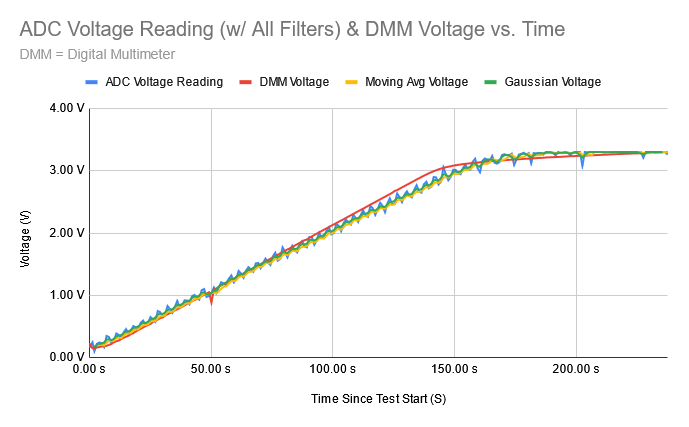 ADC Voltage Reading (w/ All Filters) & DMM Voltage vs. Time
DMM = Digital Multimeter
ADC Voltage Reading DMM Voltage Moving Avg Voltage Gaussian Voltage
4.00 V
3.00 V
2.00 V
1.00 V
0.00 V
Voltage (V)
0.00 s 50.00 s 100.00 s 150.00 s 200.00 s
Time Since Test Start (S)